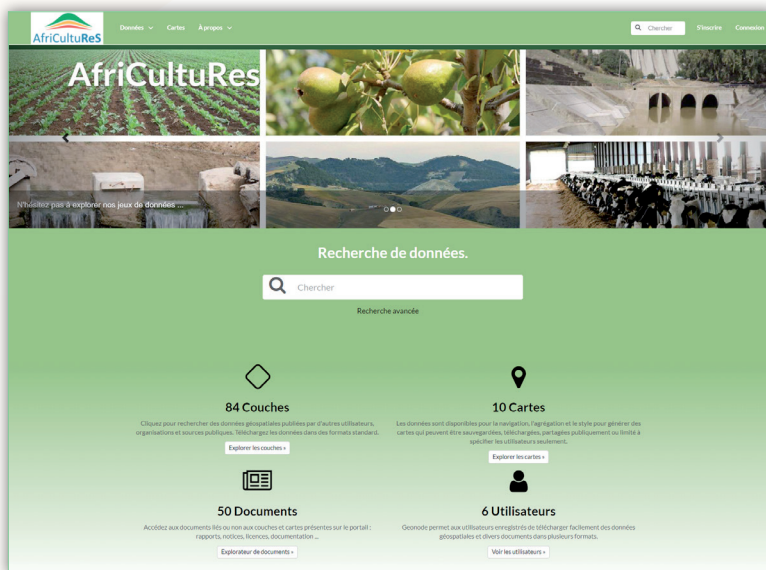 AfriCultuReS
Données
Cartes
À propos
Chercher
S'inscrire
Connexion
AfriCultuRes
N'hésitez pas à explorer nos jeux de données ...
Recherche de données.
Chercher
Recherche avancée
84 Couches
Cliquez pour rechercher des données géospatiales publiées par d'autres utilisateurs,
organisations et sources publiques. Téléchargez les données dans des formats standard.
Explorer les couches »
10 Cartes
Les données sont disponibles pour la navigation, l'agrégation et le style pour générer des
cartes qui peuvent être sauvegardées, téléchargées, partagées publiquement ou limité à
spécifier les utilisateurs seulement.
Explorer les cartes »
50 Documents
Accédez aux documents liés ou non aux couches et cartes présentes sur le portail :
rapports, notices, licences, documentation ...
Explorateur de documents »
6 Utilisateurs
Geonode permet aux utilisateurs enregistrés de télécharger facilement des données
géospatiales et divers documents dans plusieurs formats.
Voir les utilisateurs »